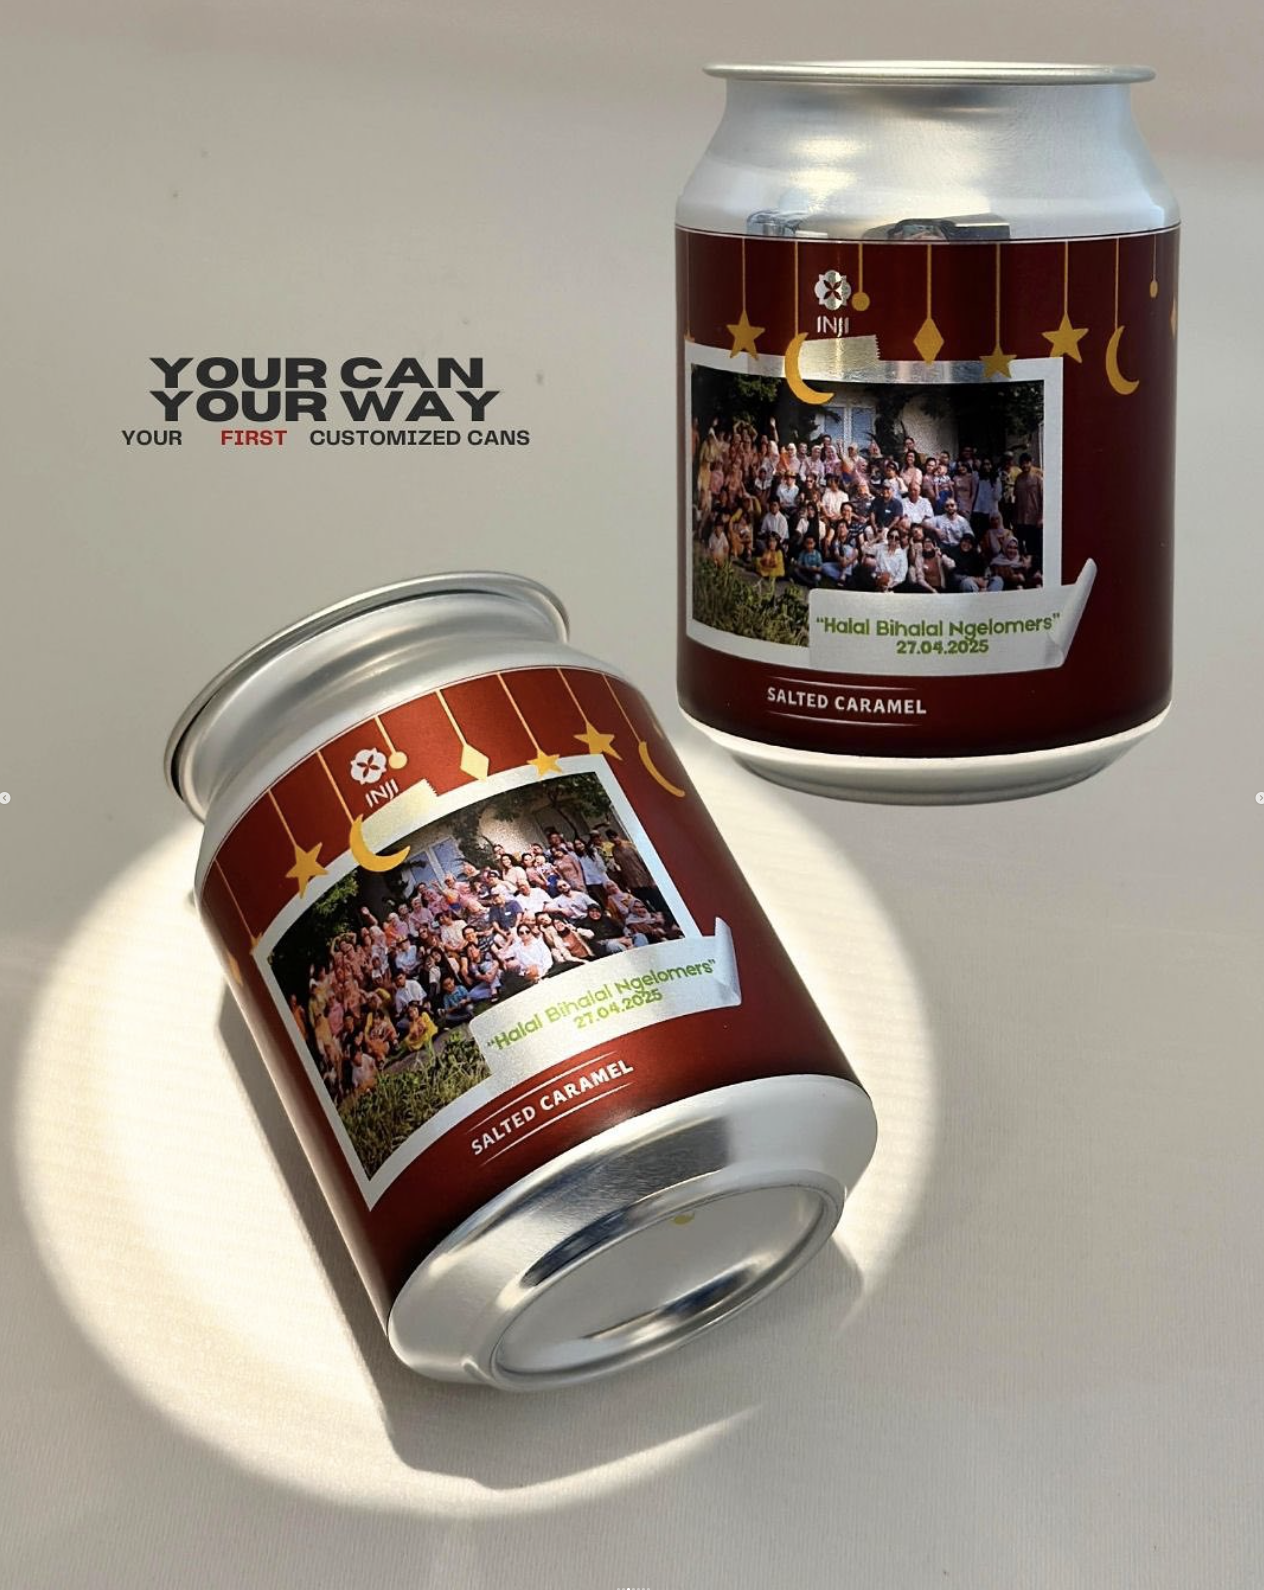 YOUR CAN
YOUR WAY
YOUR FIRST CUSTOMIZED CANS
INJI
"Halal Bihalal Ngelomers"
27.04.2025
SALTED CARAMEL
INJI
"Halal Bihalal Ngelomers"
27.04.2025
SALTED CARAMEL